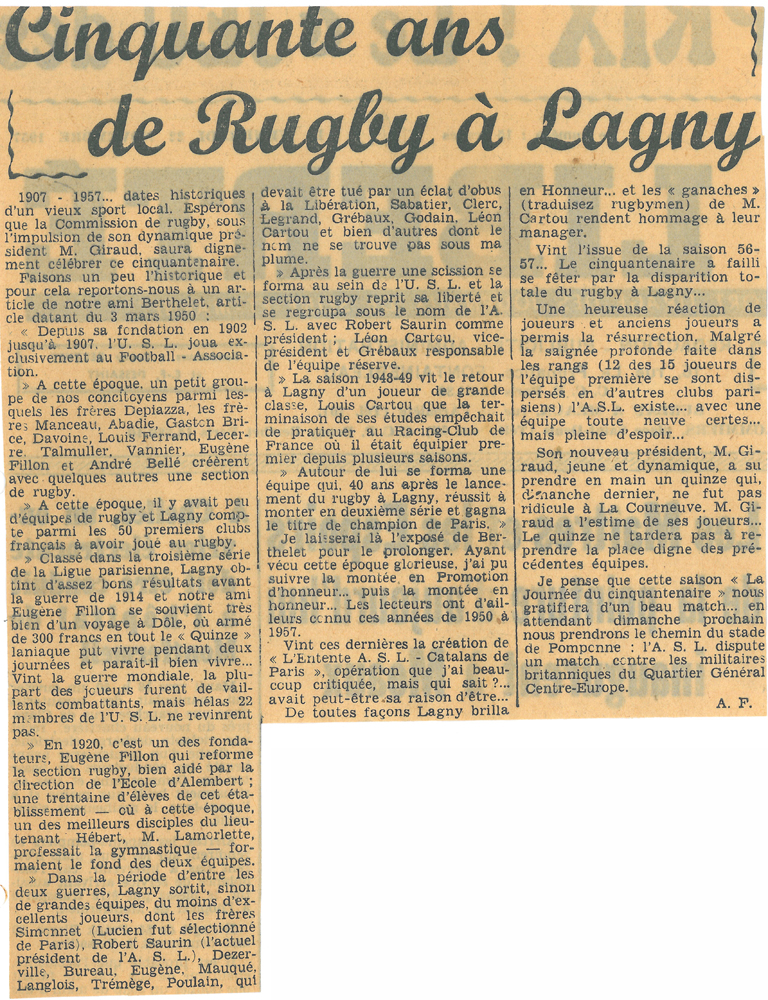 Cinquante ans
de Rugby à Lagny
1907 - 1957... dates historiques
d'un vieux sport local. Espérons
que la Commission de rugby, sous
l'impulsion de son dynamique pré-
sident M. Giraud, saura digne-
ment célébrer ce cinquantenaire.
Faisons un peu l'historique et
pour cela reportons-nous à un ar-
ticle de notre ami Berthelet, arti-
cle datant du 3 mars 1950 :
« Depuis sa fondation en 1902
jusqu'à 1907, l'U. S. L. joua ex-
clusivement au Football - Associa-
tion.
» A cette époque, un petit grou-
pe de nos concitoyens parmi les-
quels les frères Depiazza, les frè-
res Manceau, Abadie, Gaston Bri-
ce, Davoine, Louis Ferrand, Lecer-
re, Talmuller, Vannier, Eugène
Fillon et André Bellé créèrent
avec quelques autres une section
de rugby.
» A cette époque, il y avait peu
d'équipes de rugby et Lagny comp-
te parmi les 50 premiers clubs
français à avoir joué au rugby.
» Classé dans la troisième série
de la Ligue parisienne, Lagny ob-
tint d'assez bons résultats avant
la guerre de 1914 et notre ami
Eugène Fillon se souvient très
bien d'un voyage à Dôle, où armé
de 300 francs en tout le « Quinze »
laniaque put vivre pendant deux
journées et paraît-il bien vivre...
Vint la guerre mondiale, la plu-
part des joueurs furent de vail-
lants combattants, mais hélas 22
membres de l'U. S. L. ne revinrent
pas.
» En 1920, c'est un des fonda-
teurs, Eugène Fillon qui reforme
la section rugby, bien aidé par la
direction de l'Ecole d'Alembert ;
une trentaine d'élèves de cet éta-
blissement — où à cette époque,
un des meilleurs disciples du lieu-
tenant Hébert, M. Lamorlette,
professait la gymnastique — for-
maient le fond des deux équipes.
» Dans la période d'entre les
deux guerres, Lagny sortit, sinon
de grandes équipes, du moins d'ex-
cellents joueurs, dont les frères
Simonnet (Lucien fut sélectionné
de Paris), Robert Saurin (l'actuel
président de l'A. S. L.), Dezer-
ville, Bureau, Eugène, Mauqué,
Langlois, Trémège, Poulain, qui
devait être tué par un éclat d'obus
à la Libération, Sabatier, Clerc,
Legrand, Grébaux, Godain, Léon
Cartou et bien d'autres dont le
nom ne se trouve pas sous ma
plume.
» Après la guerre une scission se
forma au sein de l'U. S. L. et la
section rugby reprit sa liberté et
se regroupa sous le nom de l'A.
S. L. avec Robert Saurin comme
président ; Léon Cartou, vice-
président et Grébaux responsable
de l'équipe réserve.
» La saison 1948-49 vit le retour
à Lagny d'un joueur de grande
classe, Louis Cartou que la ter-
minaison de ses études empêchait
de pratiquer au Racing-Club de
France où il était équipier pre-
mier depuis plusieurs saisons.
» Autour de lui se forma une
équipe qui, 40 ans après le lance-
ment du rugby à Lagny, réussit à
monter en deuxième série et gagna
le titre de champion de Paris. »
Je laisserai là l'exposé de Ber-
thelet pour le prolonger. Ayant
vécu cette époque glorieuse, j'ai pu
suivre la montée en Promotion
d'honneur... puis la montée en
honneur... Les lecteurs ont d'ail-
leurs connu ces années de 1950 à
1957.
Vint ces dernières la création de
« L'Entente A. S. L. - Catalans de
Paris », opération que j'ai beau-
coup critiquée, mais qui sait ?...
avait peut-être sa raison d'être...
De toutes façons Lagny brilla
en Honneur... et les « ganaches »
(traduisez rugbymen) de M.
Cartou rendent hommage à leur
manager.
Vint l'issue de la saison 56-
57... Le cinquantenaire a failli
se fêter par la disparition to-
tale du rugby à Lagny...
Une heureuse réaction de
joueurs et anciens joueurs a
permis la résurrection. Malgré
la saignée profonde faite dans
les rangs (12 des 15 joueurs de
l'équipe première se sont dis-
persés en d'autres clubs pari-
siens) l'A.S.L. existe... avec une
équipe toute neuve certes...
mais pleine d'espoir...
Son nouveau président, M. Gi-
raud, jeune et dynamique, a su
prendre en main un quinze qui,
dimanche dernier, ne fut pas
ridicule à La Courneuve. M. Gi-
raud a l'estime de ses joueurs...
Le quinze ne tardera pas à re-
prendre la place digne des pré-
cédentes équipes.
Je pense que cette saison « La
Journée du cinquantenaire » nous
gratifiera d'un beau match... en
attendant dimanche prochain
nous prendrons le chemin du stade
de Pomponne : l'A. S. L. dispute
un match contre les militaires
britanniques du Quartier Général
Centre-Europe.
A. F.